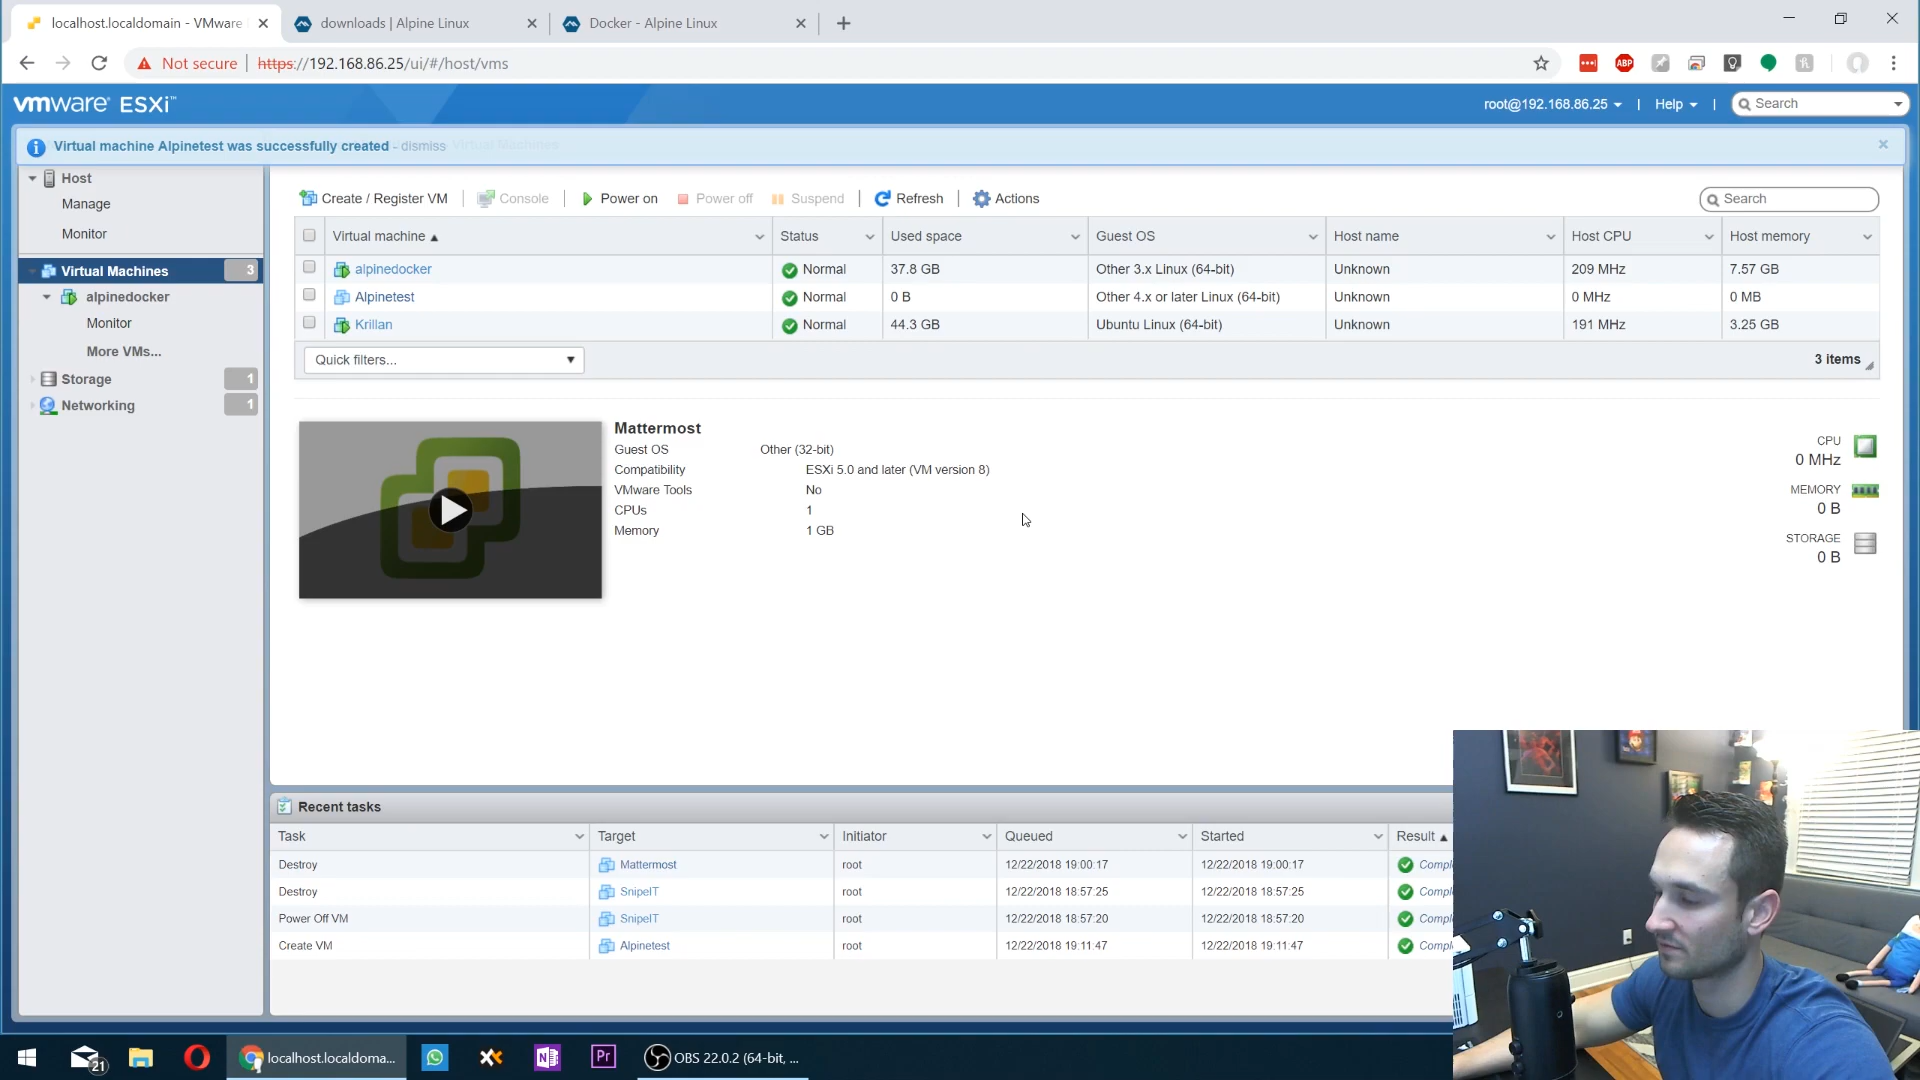 localhost.localdomain - VMware
downloads | Alpine Linux
Docker - Alpine Linux
Not secure
https://192.168.86.25/ui/#/host/vms
ABP
vmware ESXi™
root@192.168.86.25
|
Help
|
Search
Virtual machine Alpinetest was successfully created - dismiss
Host
Manage
Monitor
Virtual Machines 3
alpinedocker
Monitor
More VMs...
Storage 1
Networking 1
Create / Register VM
Console
Power on
Power off
Suspend
Refresh
Actions
Search
Virtual machine ▲ Status Used space Guest OS Host name Host CPU Host memory
alpinedocker Normal 37.8 GB Other 3.x Linux (64-bit) Unknown 209 MHz 7.57 GB
Alpinetest Normal 0 B Other 4.x or later Linux (64-bit) Unknown 0 MHz 0 MB
Krillan Normal 44.3 GB Ubuntu Linux (64-bit) Unknown 191 MHz 3.25 GB
Quick filters...
3 items
Mattermost
Guest OS Other (32-bit)
Compatibility ESXi 5.0 and later (VM version 8)
VMware Tools No
CPUs 1
Memory 1 GB
CPU
0 MHz
MEMORY
0 B
STORAGE
0 B
Recent tasks
Task Target Initiator Queued Started Result ▲
Destroy Mattermost root 12/22/2018 19:00:17 12/22/2018 19:00:17 Compl
Destroy SnipeIT root 12/22/2018 18:57:25 12/22/2018 18:57:25 Compl
Power Off VM SnipeIT root 12/22/2018 18:57:20 12/22/2018 18:57:20 Compl
Create VM Alpinetest root 12/22/2018 19:11:47 12/22/2018 19:11:47 Compl
21
localhost.localdoma...
N
Pr
OBS 22.0.2 (64-bit, ...